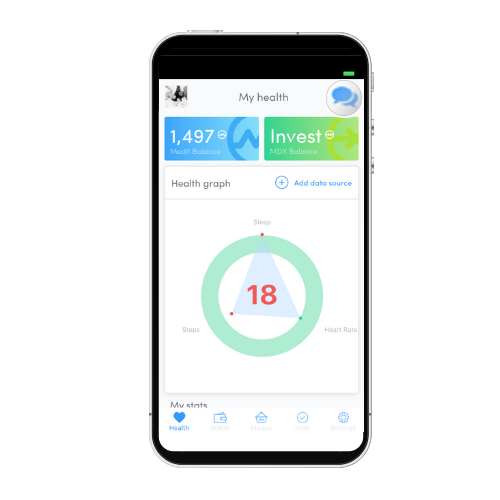 My health
1,497
Invest
Medit Balance
MDX Balance
Health graph
Add data source
Sleep
18
Steps
Heart Rate
My stats
Health
Wallet
Market
Settings